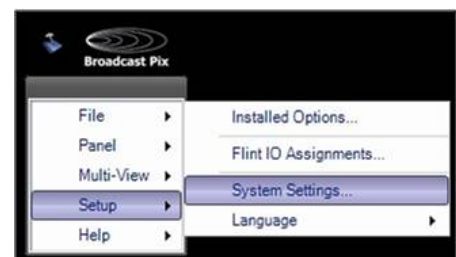 Broadcast Pix
File
Panel
Multi-View
Setup
Help
Installed Options...
Flint IO Assignments...
System Settings...
Language